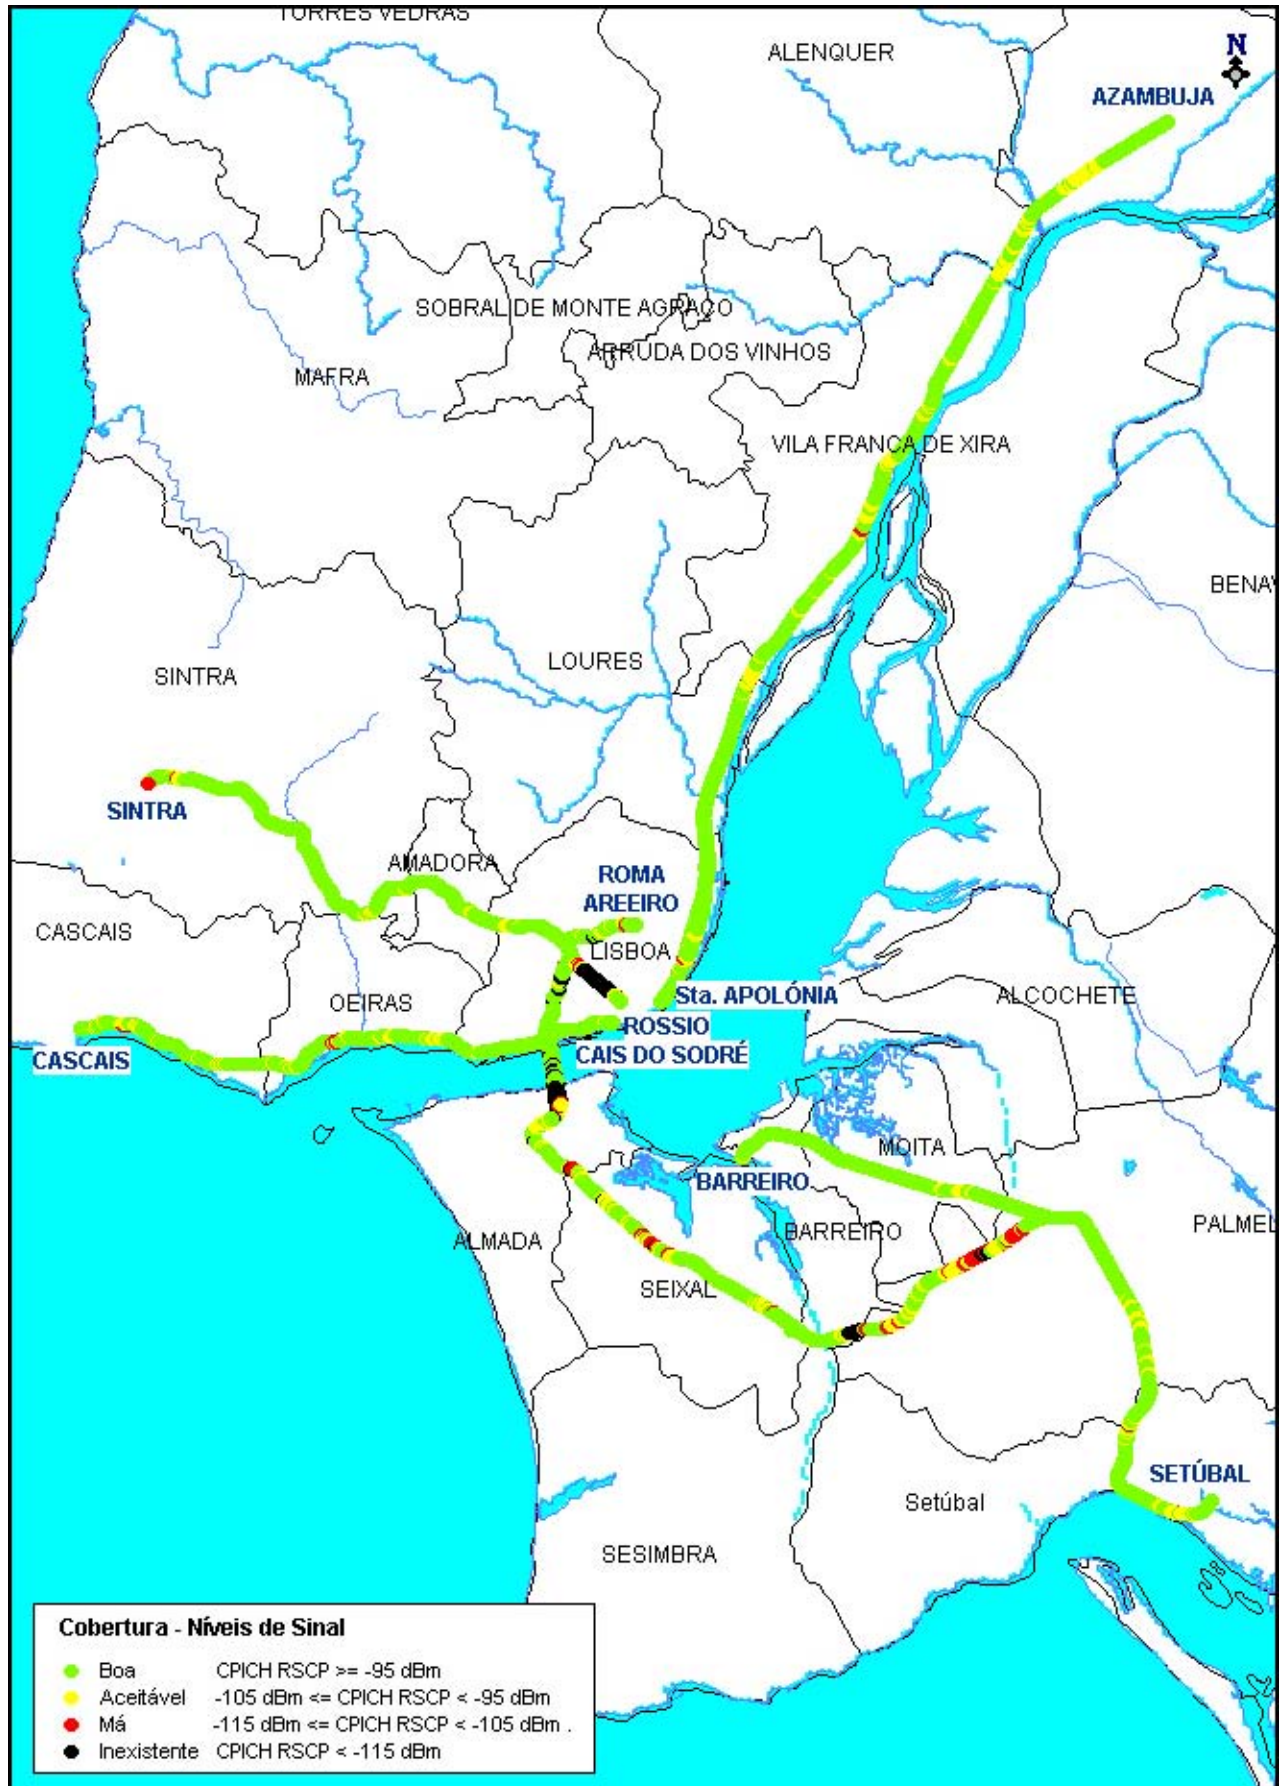 TORRES VEDRAS
ALENQUER
N
AZAMBUJA
SOBRAL DE MONTE AGRAÇO
ARRUDA DOS VINHOS
MAFRA
VILA FRANCA DE XIRA
BENAV
LOURES
SINTRA
SINTRA
AMADORA
ROMA
AREEIRO
CASCAIS
LISBOA
OEIRAS
Sta. APOLÓNIA
ALCOCHETE
ROSSIO
CASCAIS
CAIS DO SODRÉ
MOITA
BARREIRO
PALMEL
BARREIRO
ALMADA
SEIXAL
SETÚBAL
Setúbal
SESIMBRA
Cobertura - Níveis de Sinal
Boa CPICH RSCP >= -95 dBm
Aceitável -105 dBm <= CPICH RSCP < -95 dBm
Má -115 dBm <= CPICH RSCP < -105 dBm .
Inexistente CPICH RSCP < -115 dBm